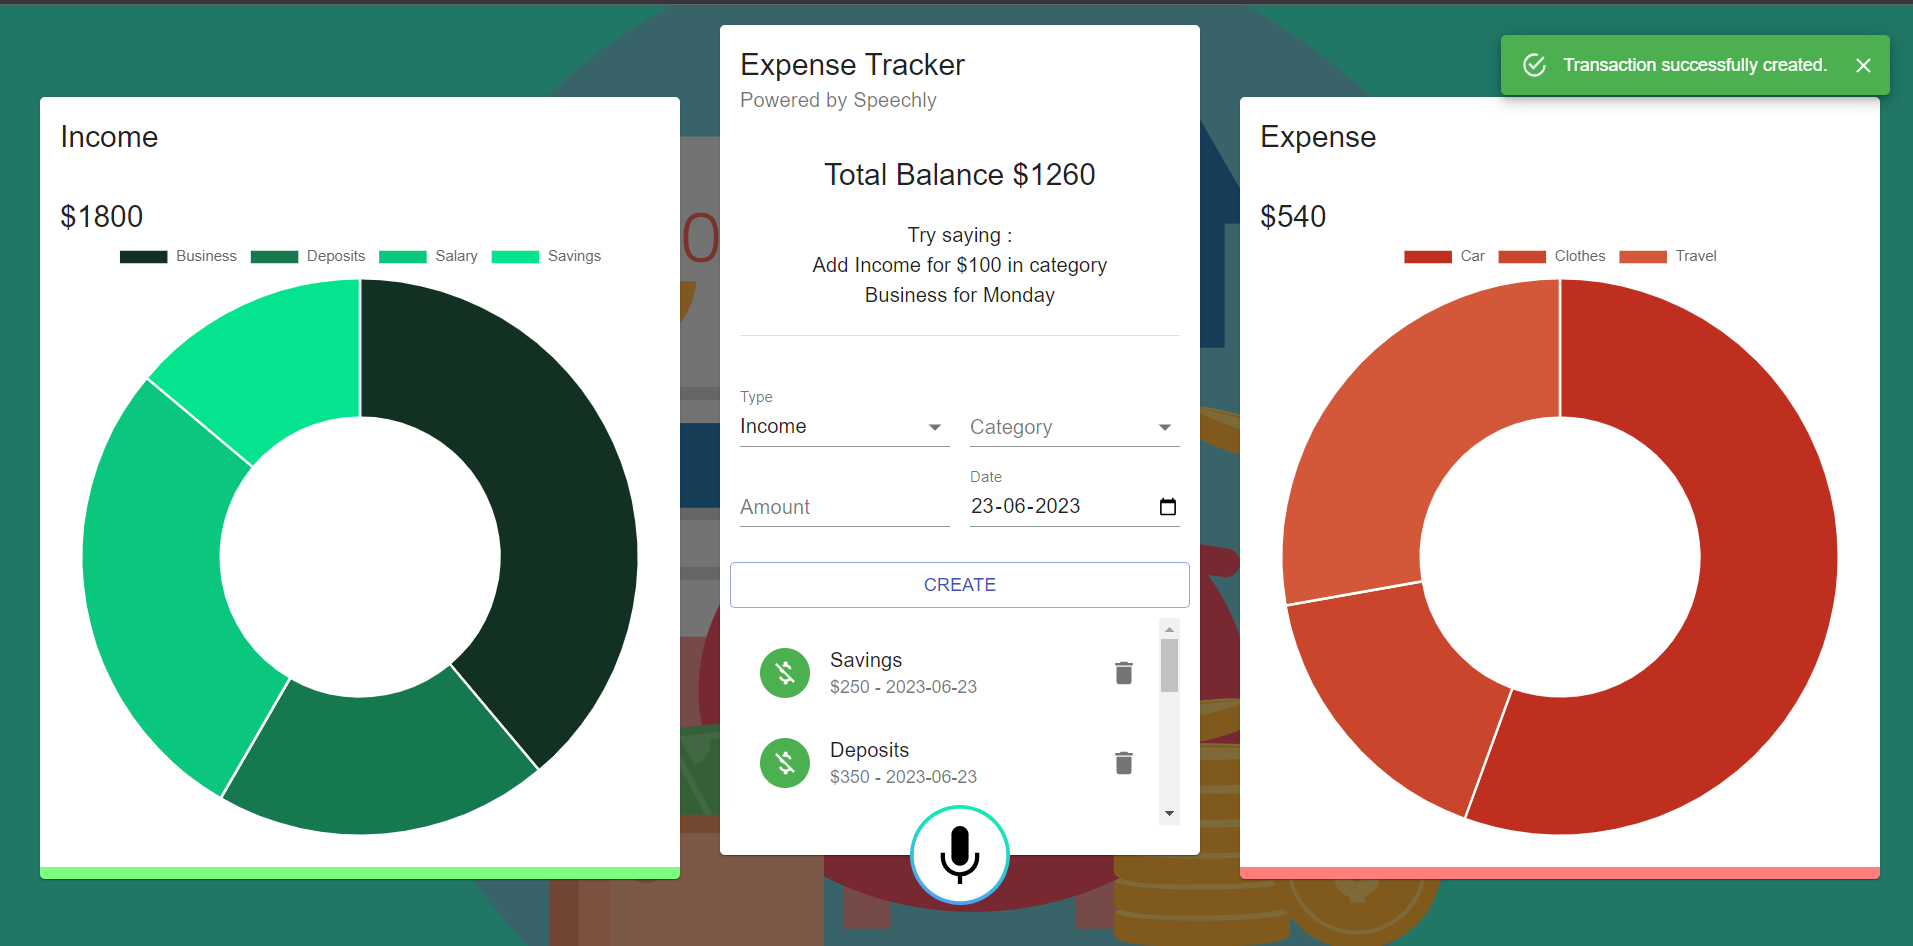 Income
$1800
Business Deposits Salary Savings
Expense Tracker
Powered by Speechly
Total Balance $1260
Try saying :
Add Income for $100 in category
Business for Monday
Type
Income
Category
Amount
Date
23-06-2023
CREATE
Savings
$250 - 2023-06-23
Deposits
$350 - 2023-06-23
Transaction successfully created.
Expense
$540
Car Clothes Travel
0